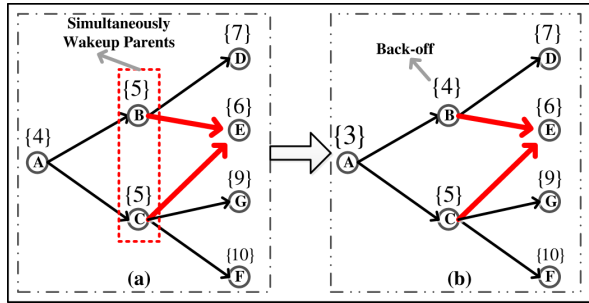 Simultaneously
Wakeup Parents
{7}
D
{5}
B
{6}
E
{4}
A
{5}
C
{9}
G
{10}
F
(a)
Back-off
{7}
D
{4}
B
{6}
E
{3}
A
{5}
C
{9}
G
{10}
F
(b)